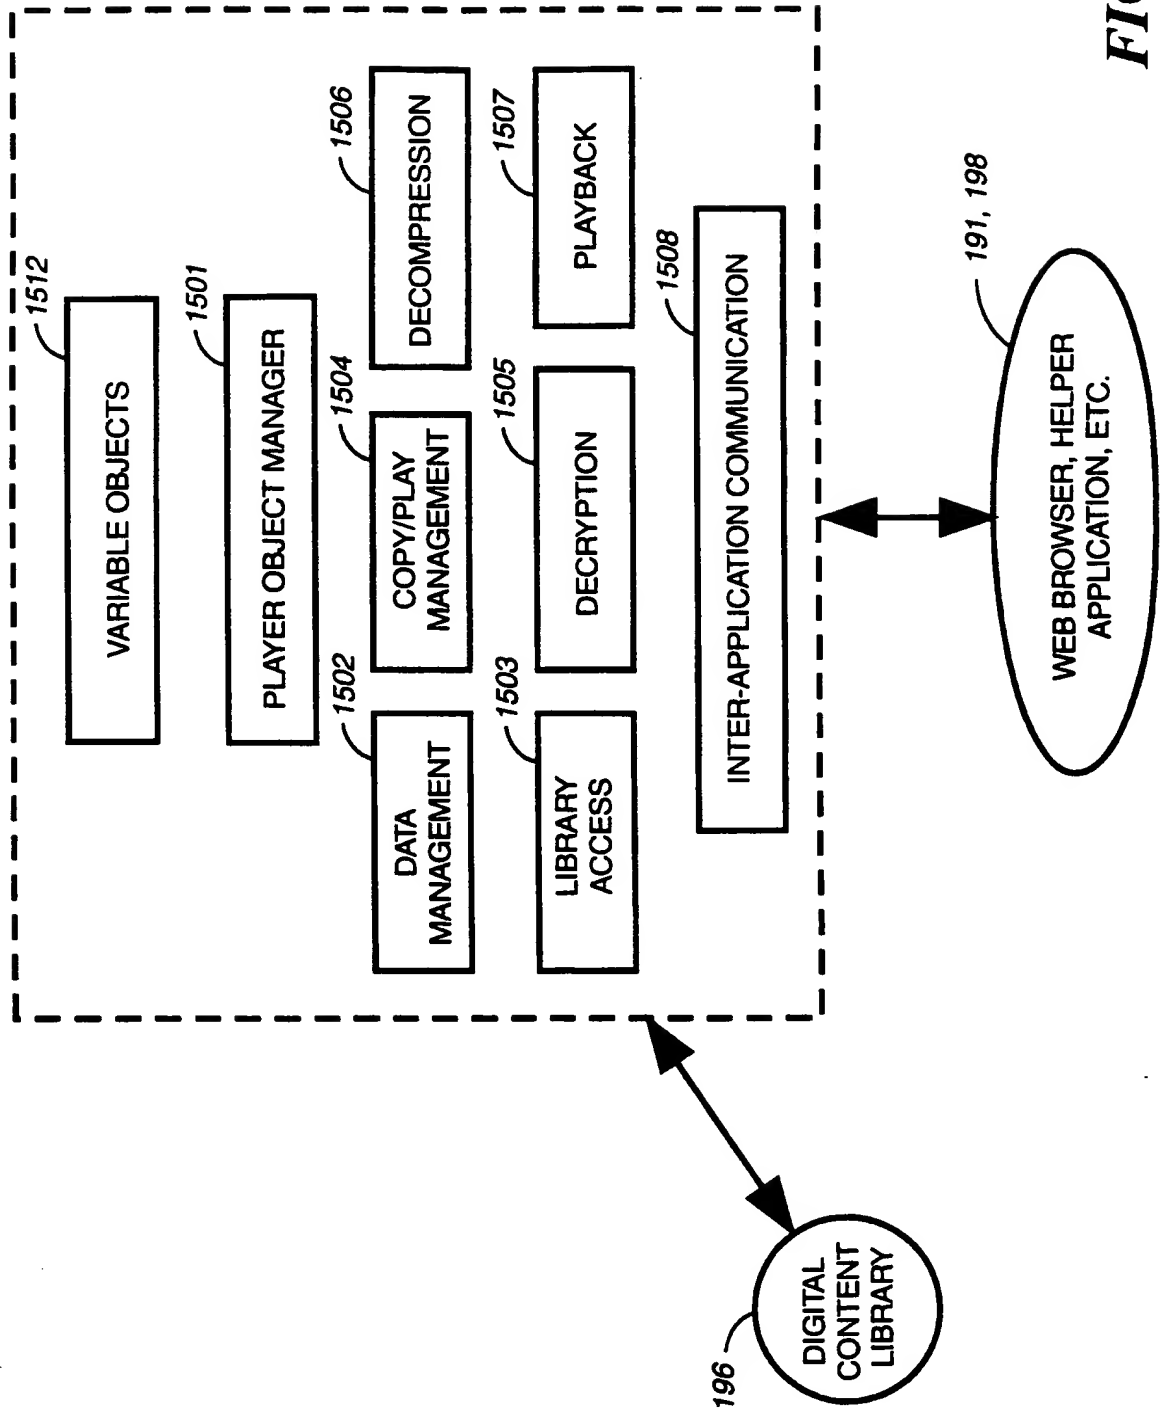 1512
VARIABLE OBJECTS
1501
PLAYER OBJECT MANAGER
1502
DATA
MANAGEMENT
1504
COPY/PLAY
MANAGEMENT
1506
DECOMPRESSION
1503
LIBRARY
ACCESS
1505
DECRYPTION
1507
PLAYBACK
1508
INTER-APPLICATION COMMUNICATION
196
DIGITAL
CONTENT
LIBRARY
191, 198
WEB BROWSER, HELPER
APPLICATION, ETC.